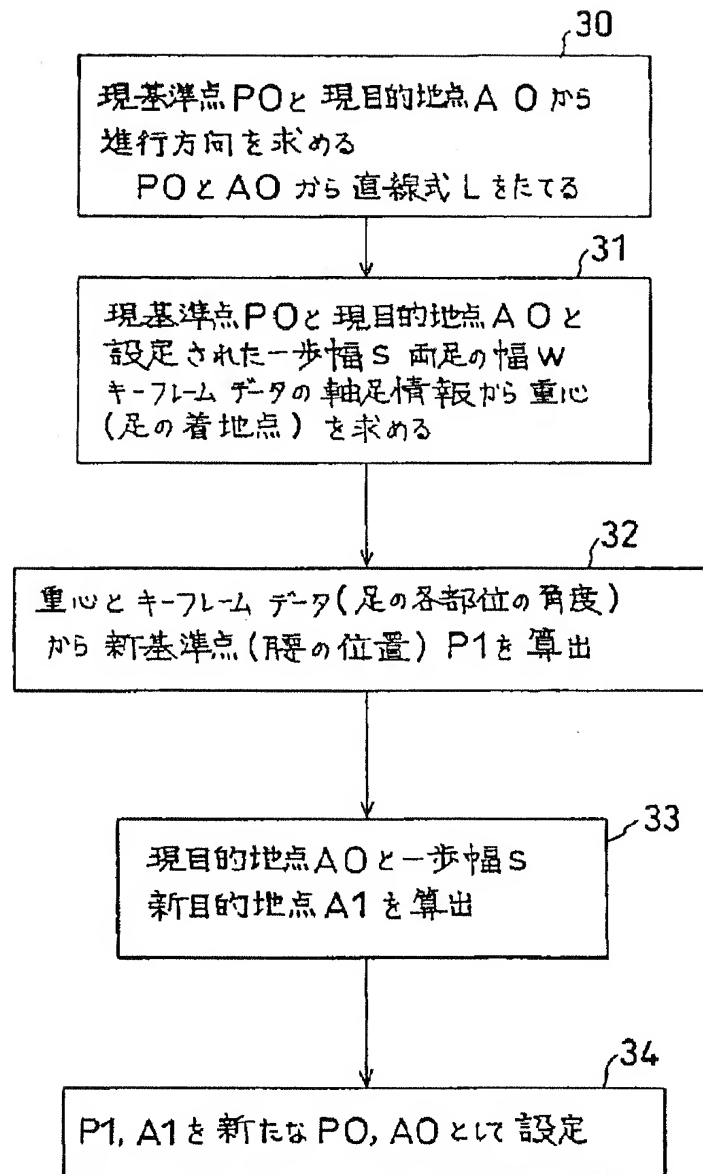 30
現基準点P0と現目的地点A0から
進行方向を求める
P0とA0から直線式Lをたてる
31
現基準点P0と現目的地点A0と
設定された一歩幅S両足の幅W
キーフレームデータの軸足情報から重心
(足の着地点)を求める
32
重心とキーフレームデータ(足の各部位の角度)
から新基準点(腰の位置)P1を算出
33
現目的地点A0と一歩幅S
新目的地点A1を算出
34
P1,A1を新たなP0,A0として設定